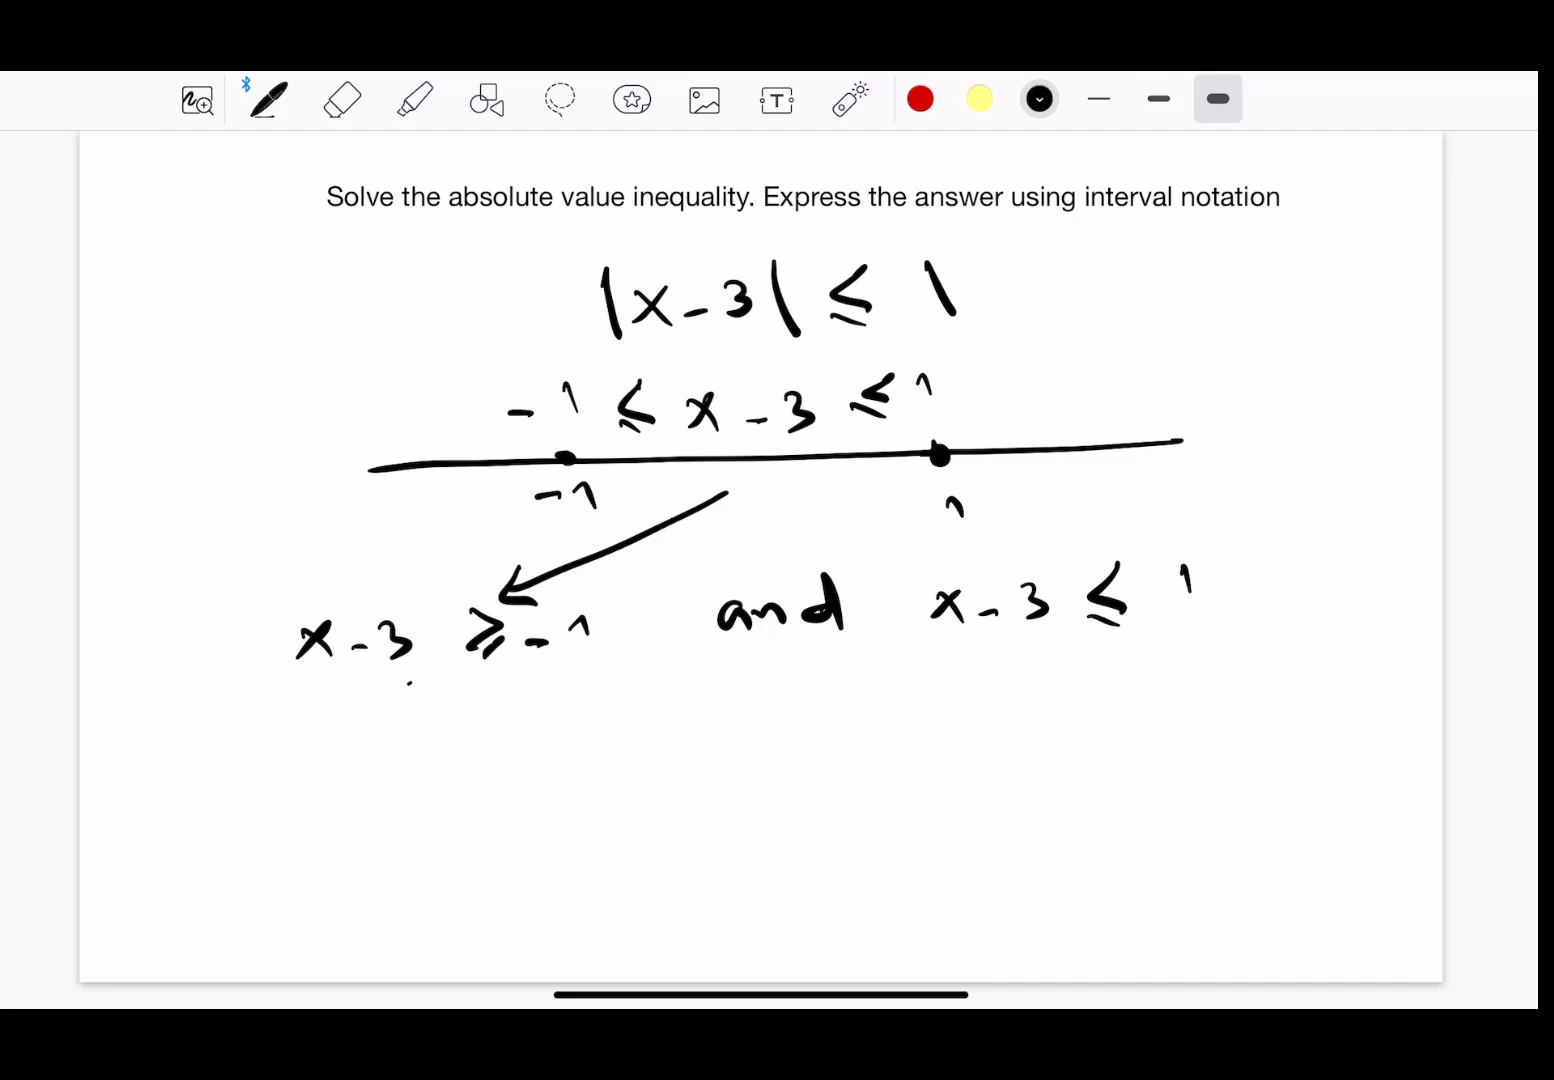 Solve the absolute value inequality. Express the answer using interval notation
|x-3| ≤ 1
-1 ≤ x-3 ≤ 1
-1 1
x-3 ≥ -1 and x-3 ≤ 1